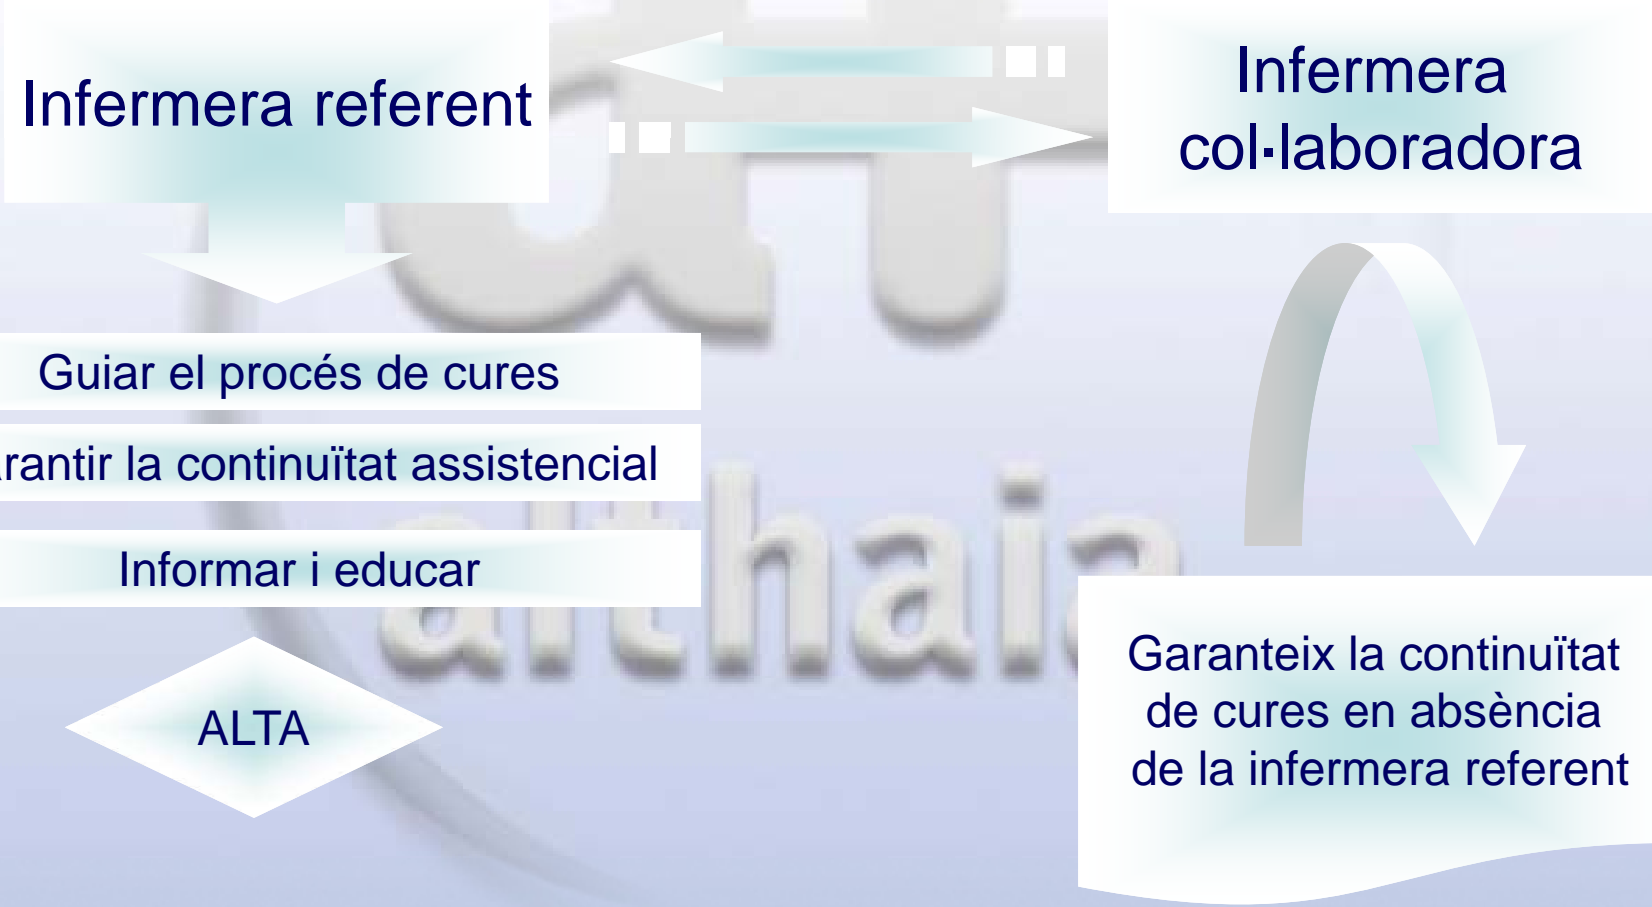 Infermera referent
Infermera
col·laboradora
Guiar el procés de cures
rantir la continuïtat assistencial
Informar i educar
ALTA
Garanteix la continuïtat
de cures en absència
de la infermera referent
althaia